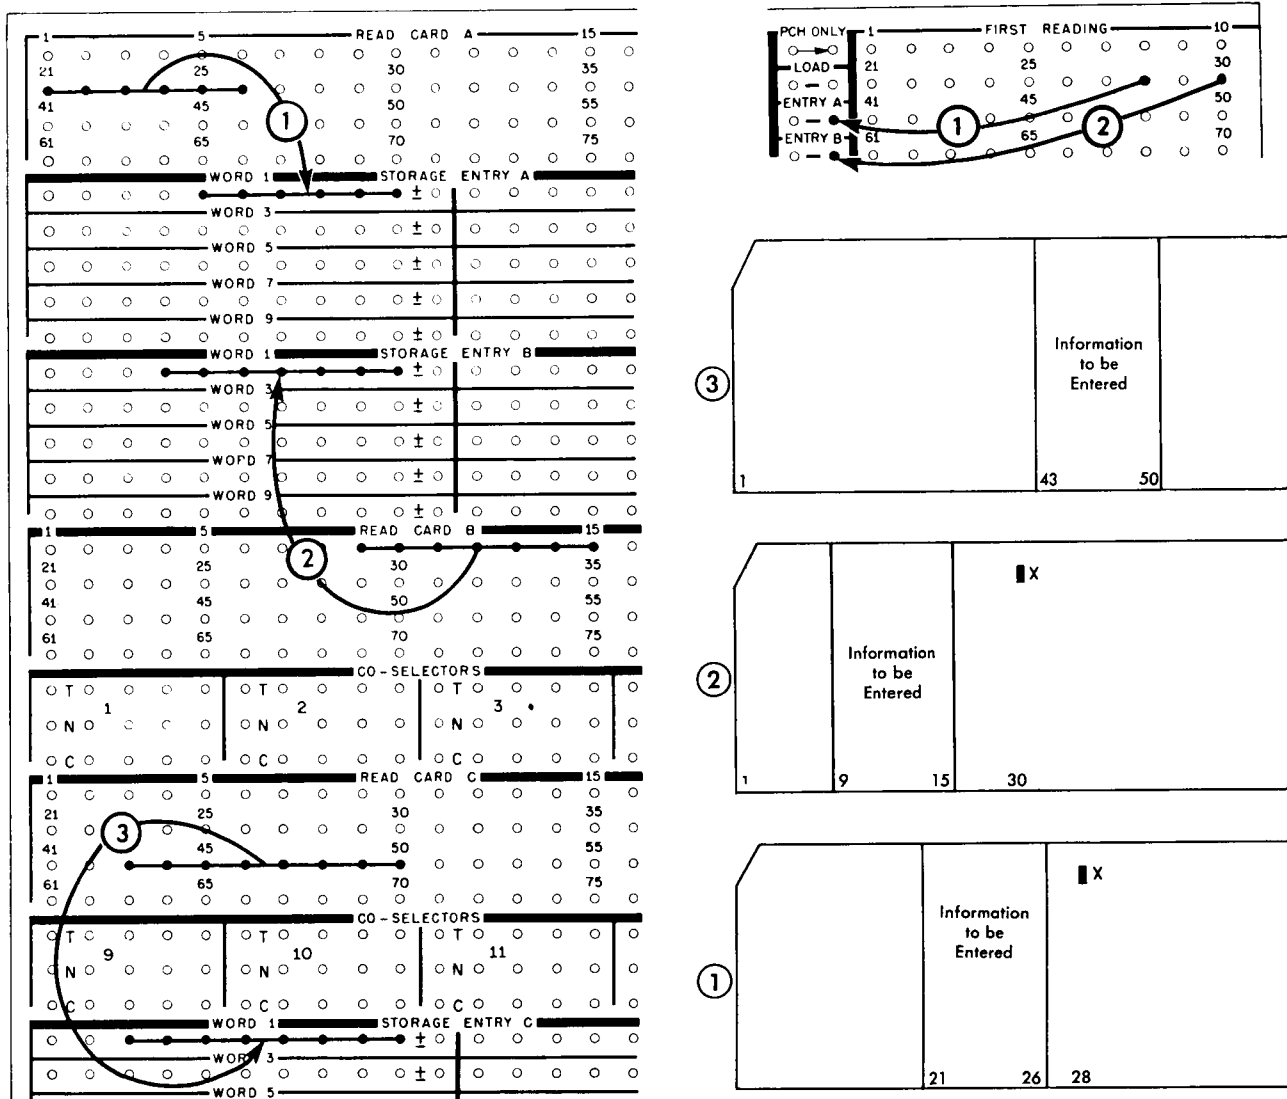 1 5 READ CARD A 15
21 25 30 35
41 45 50 55
1
61 65 70 75
WORD 1 STORAGE ENTRY A
±
WORD 3
±
WORD 5
±
WORD 7
±
WORD 9
±
WORD 1 STORAGE ENTRY B
±
WORD 3
±
WORD 5
±
WORD 7
±
WORD 9
±
1 5 READ CARD B 15
21 25 30 35
2
41 45 50 55
61 65 70 75
CO-SELECTORS
T T T
1 2 3
N N N
C C C
1 5 READ CARD C 15
21 25 30 35
3
41 45 50 55
61 65 70 75
CO-SELECTORS
T T T
9 10 11
N N N
C C C
WORD 1 STORAGE ENTRY C
±
WORD 3
±
WORD 5
PCH ONLY 1 FIRST READING 10
LOAD 21 25 30
ENTRY A 41 45 50
1 2
ENTRY B 61 65 70
3
Information
to be
Entered
1 43 50
X
2
Information
to be
Entered
1 9 15 30
X
1
Information
to be
Entered
21 26 28